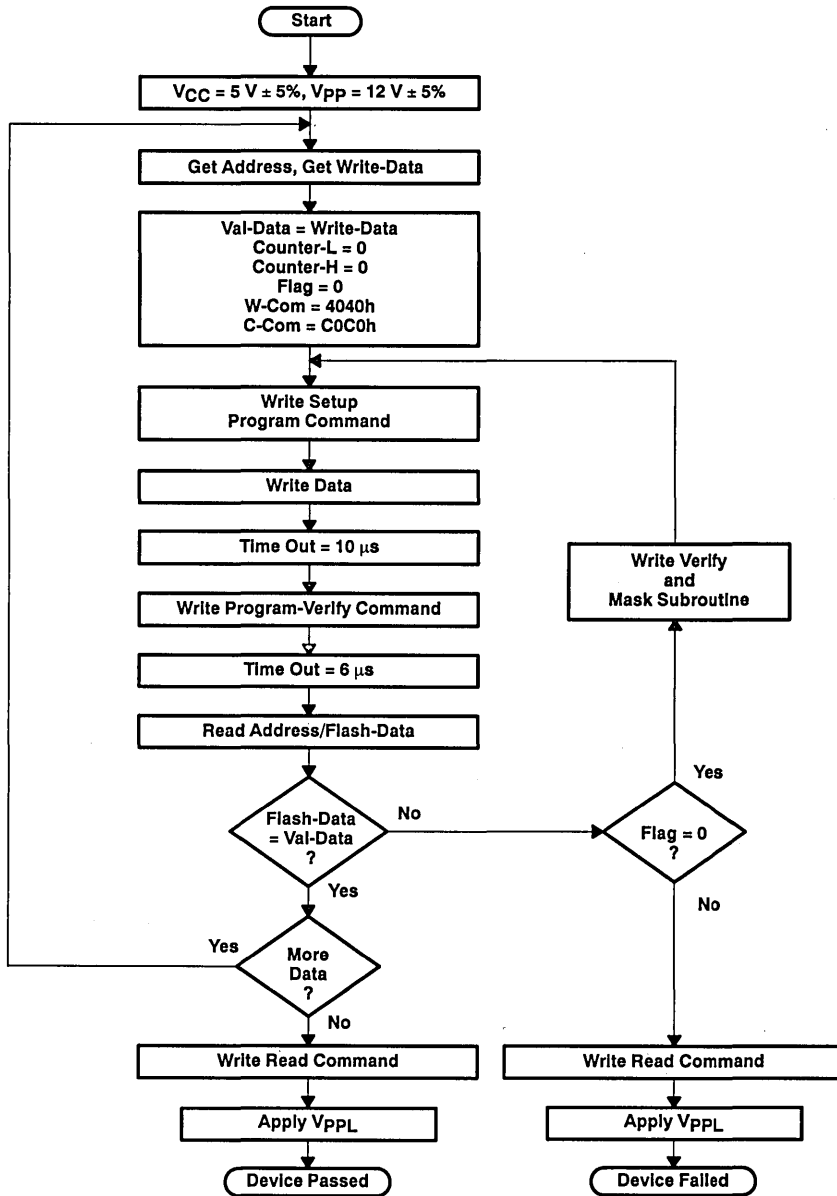 Start
VCC = 5 V ± 5%, VPP = 12 V ± 5%
Get Address, Get Write-Data
Val-Data = Write-Data
Counter-L = 0
Counter-H = 0
Flag = 0
W-Com = 4040h
C-Com = C0C0h
Write Setup
Program Command
Write Data
Time Out = 10 μs
Write Program-Verify Command
Time Out = 6 μs
Read Address/Flash-Data
Flash-Data
= Val-Data
?
No
Yes
More
Data
?
Yes
No
Write Read Command
Apply VPPL
Device Passed
Write Verify
and
Mask Subroutine
Yes
Flag = 0
?
No
Write Read Command
Apply VPPL
Device Failed